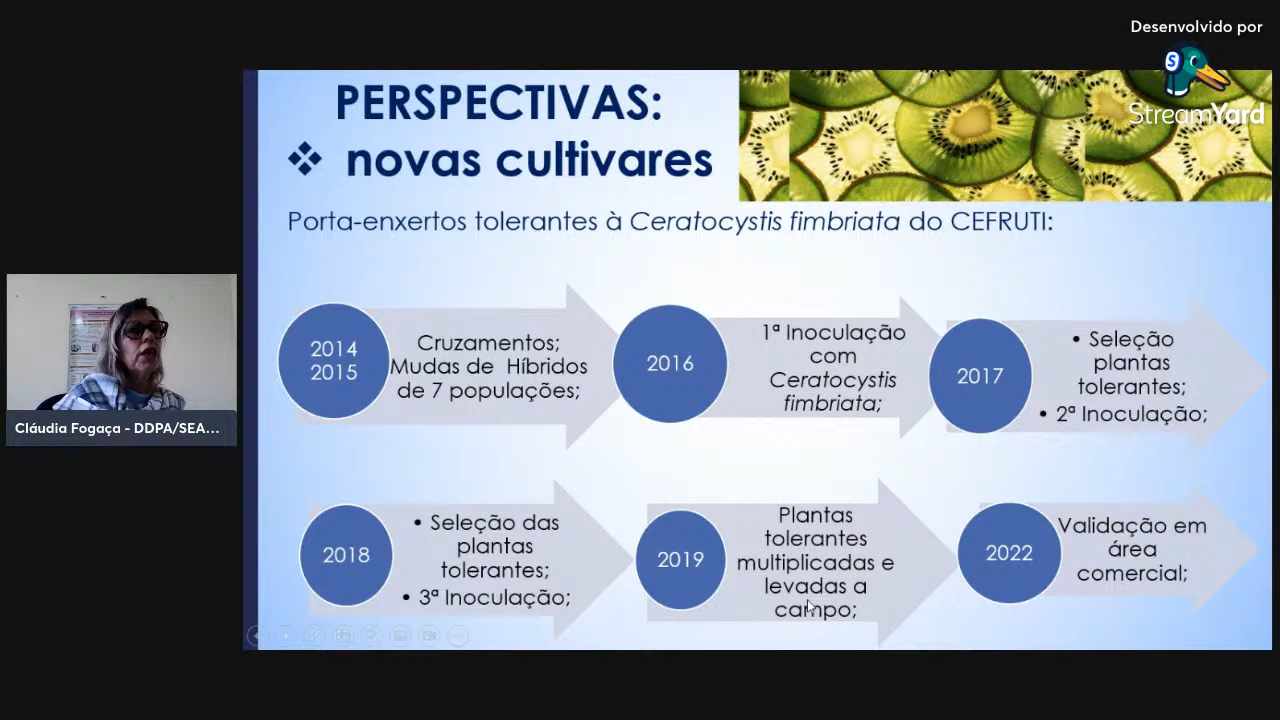 Desenvolvido por
StreamYard
PERSPECTIVAS:
❖ novas cultivares
Porta-enxertos tolerantes à Ceratocystis fimbriata do CEFRUTI:
2014
2015
Cruzamentos;
Mudas de Híbridos
de 7 populações;
2016
1ª Inoculação
com
Ceratocystis
fimbriata;
2017
• Seleção
plantas
tolerantes;
• 2ª Inoculação;
Cláudia Fogaça - DDPA/SEA...
2018
• Seleção das
plantas
tolerantes;
• 3ª Inoculação;
2019
Plantas
tolerantes
multiplicadas e
levadas a
campo;
2022
Validação em
área
comercial;